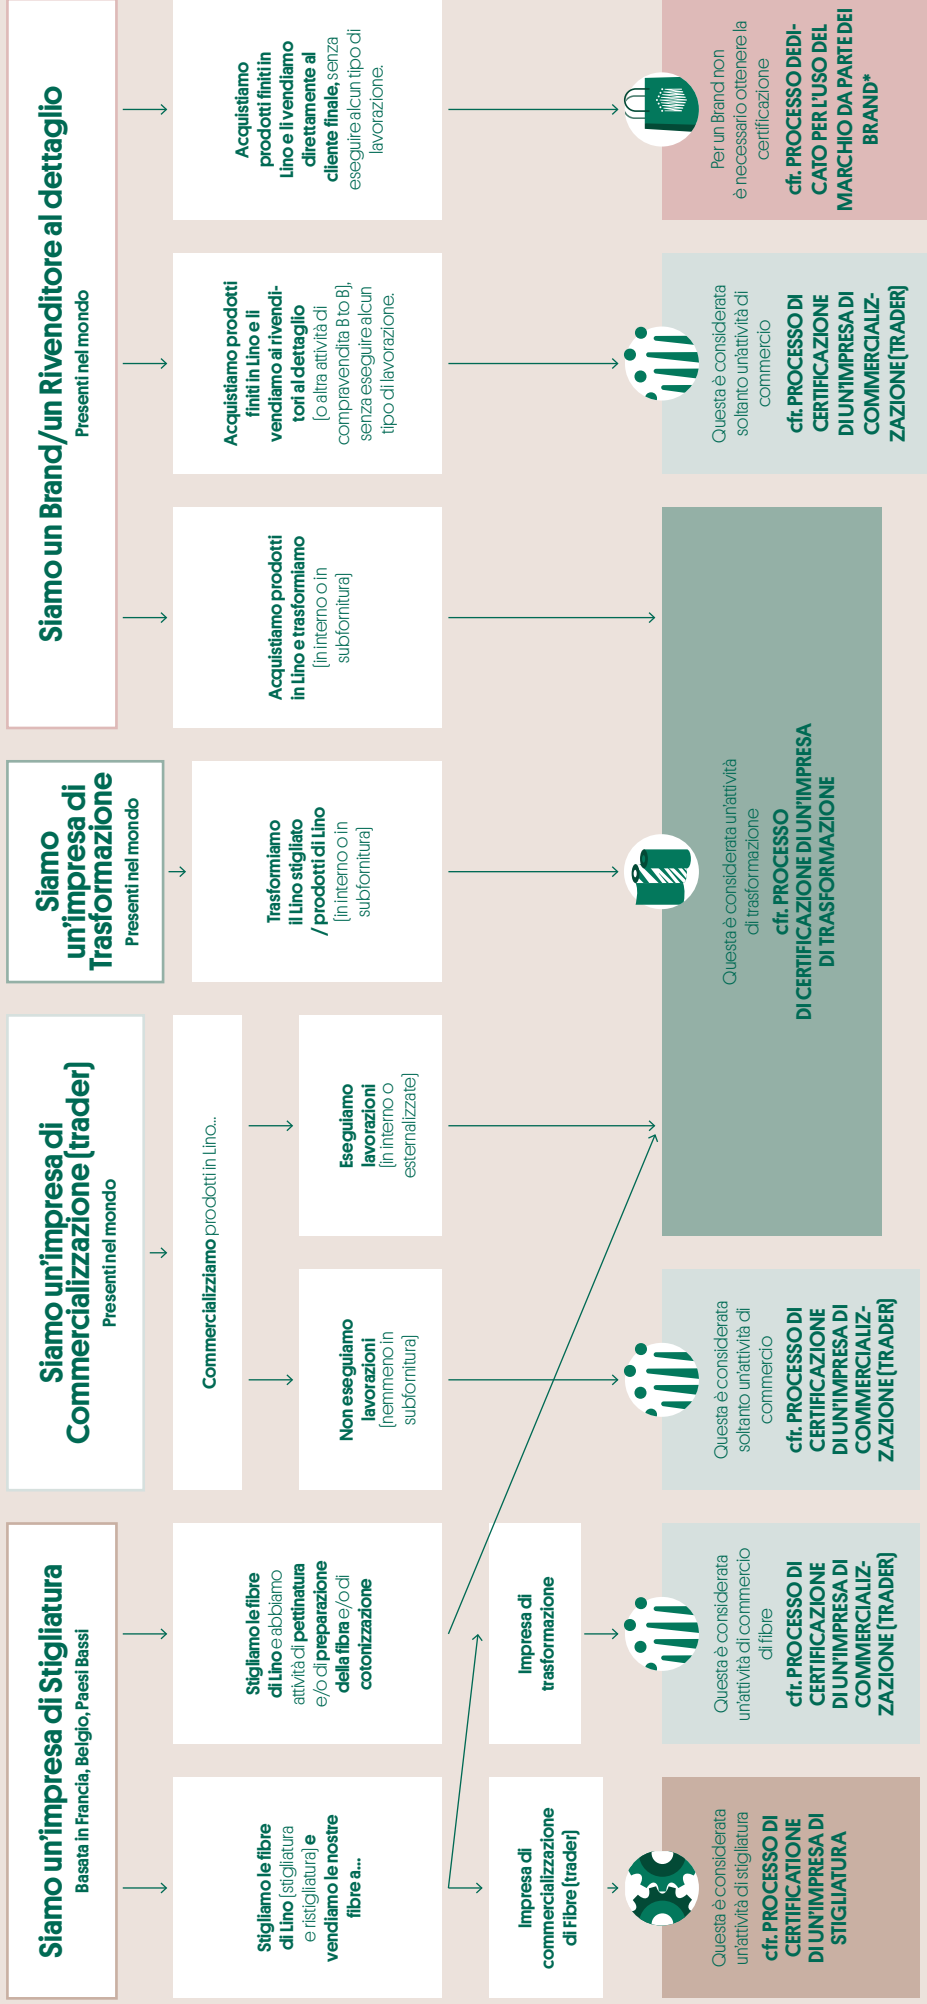 Siamo un'impresa di Stigliatura
Basata in Francia, Belgio, Paesi Bassi
Siamo un'impresa di
Commercializzazione (trader)
Presenti nel mondo
Siamo
un'impresa di
Trasformazione
Presenti nel mondo
Siamo un Brand/un Rivenditore al dettaglio
Presenti nel mondo
Stigliamo le fibre
di Lino (stigliatura
e ristigliatura) e
vendiamo le nostre
fibre a...
Stigliamo le fibre
di Lino e abbiamo
attività di pettinatura
e/o di preparazione
della fibra e/o di
cotonizzazione
Commercializziamo prodotti in Lino...
Non eseguiamo
lavorazioni
(nemmeno in
subfornitura)
Eseguiamo
lavorazioni
(in interno o
esternalizzate)
Trasformiamo
il Lino stigliato
/ prodotti di Lino
(in interno o in
subfornitura)
Acquistiamo prodotti
in Lino e trasformiamo
(in interno o in
subfornitura)
Acquistiamo prodotti
finiti in Lino e li
vendiamo ai rivendi-
tori al dettaglio
(o altra attività di
compravendita B to B),
senza eseguire alcun
tipo di lavorazione.
Acquistiamo
prodotti finiti in
Lino e li vendiamo
direttamente al
cliente finale, senza
eseguire alcun tipo di
lavorazione.
Impresa di
commercializzazione
di Fibre (trader)
Impresa di
trasformazione
Questa è considerata
un'attività di stigliatura
cfr. PROCESSO DI
CERTIFICATIONE
DI UN'IMPRESA DI
STIGLIATURA
Questa è considerata
un'attività di commercio
di fibre
cfr. PROCESSO DI
CERTIFICAZIONE
DI UN'IMPRESA DI
COMMERCIALIZ-
ZAZIONE (TRADER)
Questa è considerata
soltanto un'attività di
commercio
cfr. PROCESSO DI
CERTIFICAZIONE
DI UN'IMPRESA DI
COMMERCIALIZ-
ZAZIONE (TRADER)
Questa è considerata un'attività
di trasformazione
cfr. PROCESSO
DI CERTIFICAZIONE DI UN'IMPRESA
DI TRASFORMAZIONE
Questa è considerata
soltanto un'attività di
commercio
cfr. PROCESSO DI
CERTIFICAZIONE
DI UN'IMPRESA DI
COMMERCIALIZ-
ZAZIONE (TRADER)
Per un Brand non
è necessario ottenere la
certificazione
cfr. PROCESSO DEDI-
CATO PER L'USO DEL
MARCHIO DA PARTE DEI
BRAND*